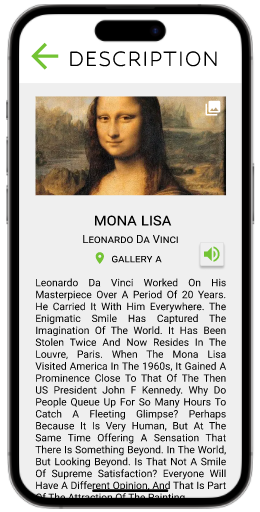 DESCRIPTION
MONA LISA
Leonardo Da Vinci
GALLERY A
Leonardo Da Vinci Worked On His
Masterpiece Over A Period Of 20 Years.
He Carried It With Him Everywhere. The
Enigmatic Smile Has Captured The
Imagination Of The World. It Has Been
Stolen Twice And Now Resides In The
Louvre, Paris. When The Mona Lisa
Visited America In The 1960s, It Gained A
Prominence Close To That Of The Then
US President John F Kennedy. Why Do
People Queue Up For So Many Hours To
Catch A Fleeting Glimpse? Perhaps
Because It Is Very Human, But At The
Same Time Offering A Sensation That
There Is Something Beyond. In The World,
But Looking Beyond. Is That Not A Smile
Of Supreme Satisfaction? Everyone Will
Have A Different Opinion, And That Is Part
Of The Attraction Of The Painting